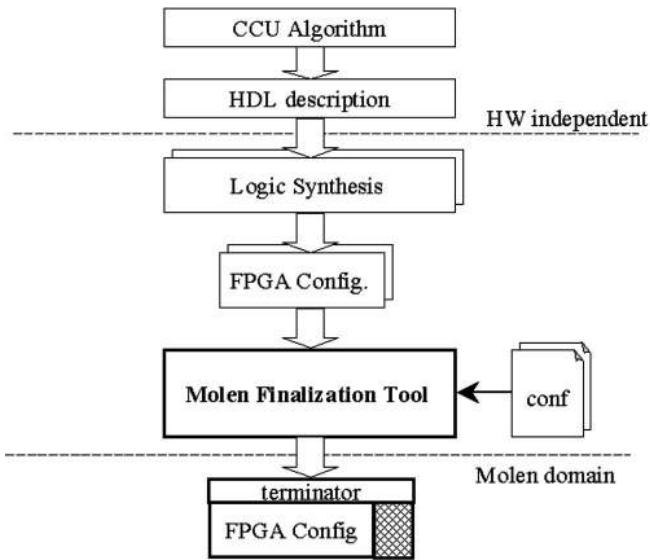 CCU Algorithm
HDL description
HW independent
Logic Synthesis
FPGA Config.
Molen Finalization Tool
conf
Molen domain
terminator
FPGA Config